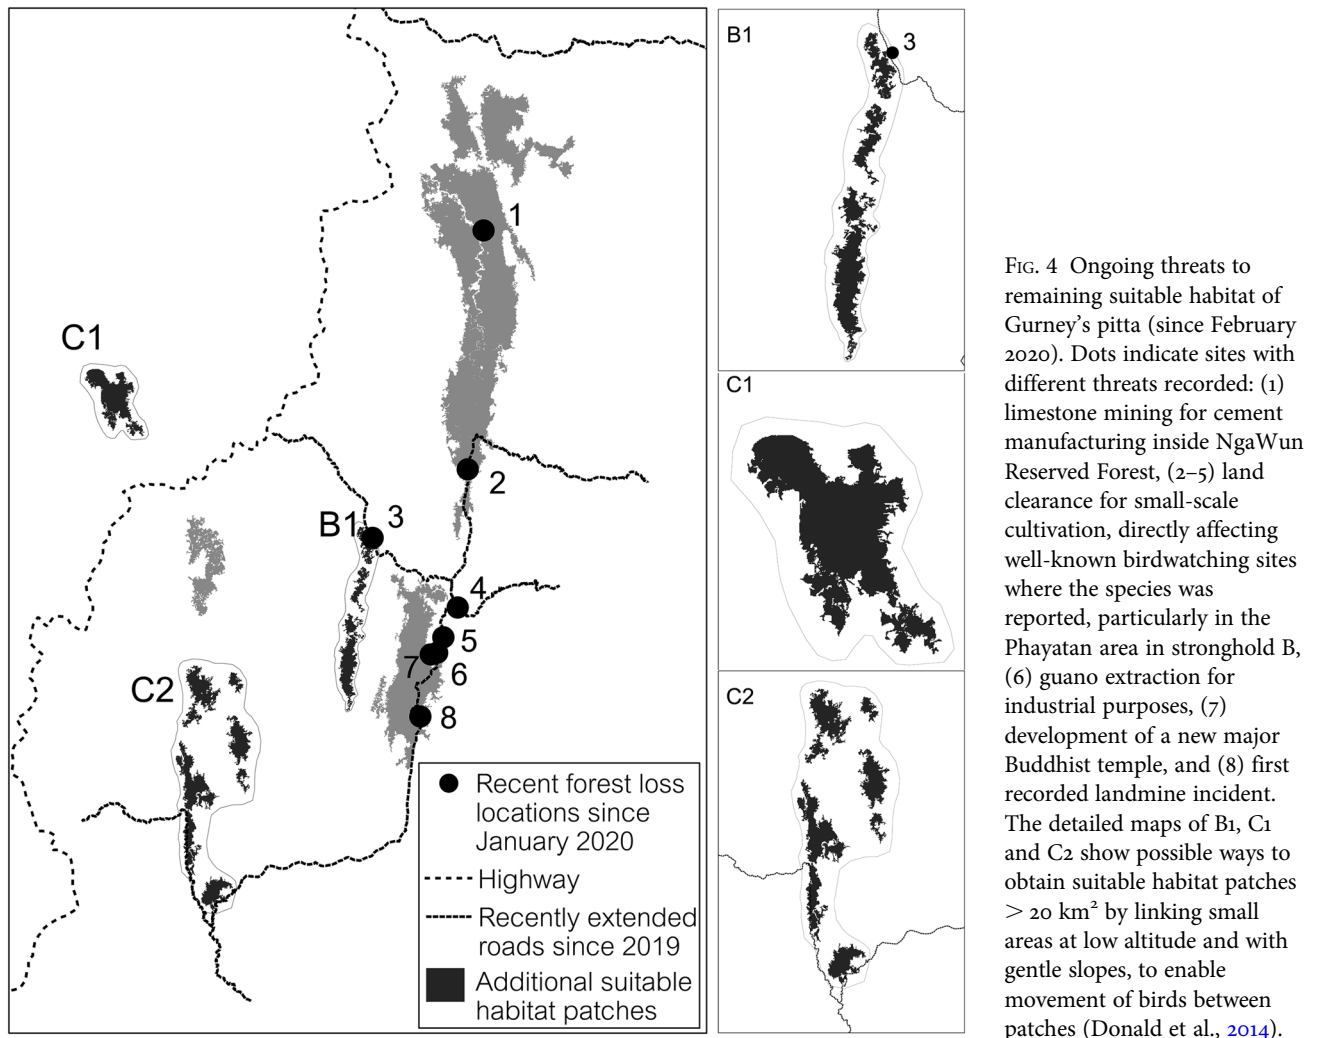 1
C1
2
B1
3
4
5
7
6
C2
8
Recent forest loss
locations since
January 2020
Highway
Recently extended
roads since 2019
Additional suitable
habitat patches
B1
3
C1
C2
Fig. 4 Ongoing threats to
remaining suitable habitat of
Gurney’s pitta (since February
2020). Dots indicate sites with
different threats recorded: (1)
limestone mining for cement
manufacturing inside NgaWun
Reserved Forest, (2–5) land
clearance for small-scale
cultivation, directly affecting
well-known birdwatching sites
where the species was
reported, particularly in the
Phayatan area in stronghold B,
(6) guano extraction for
industrial purposes, (7)
development of a new major
Buddhist temple, and (8) first
recorded landmine incident.
The detailed maps of B1, C1
and C2 show possible ways to
obtain suitable habitat patches
> 20 km² by linking small
areas at low altitude and with
gentle slopes, to enable
movement of birds between
patches (Donald et al., 2014).